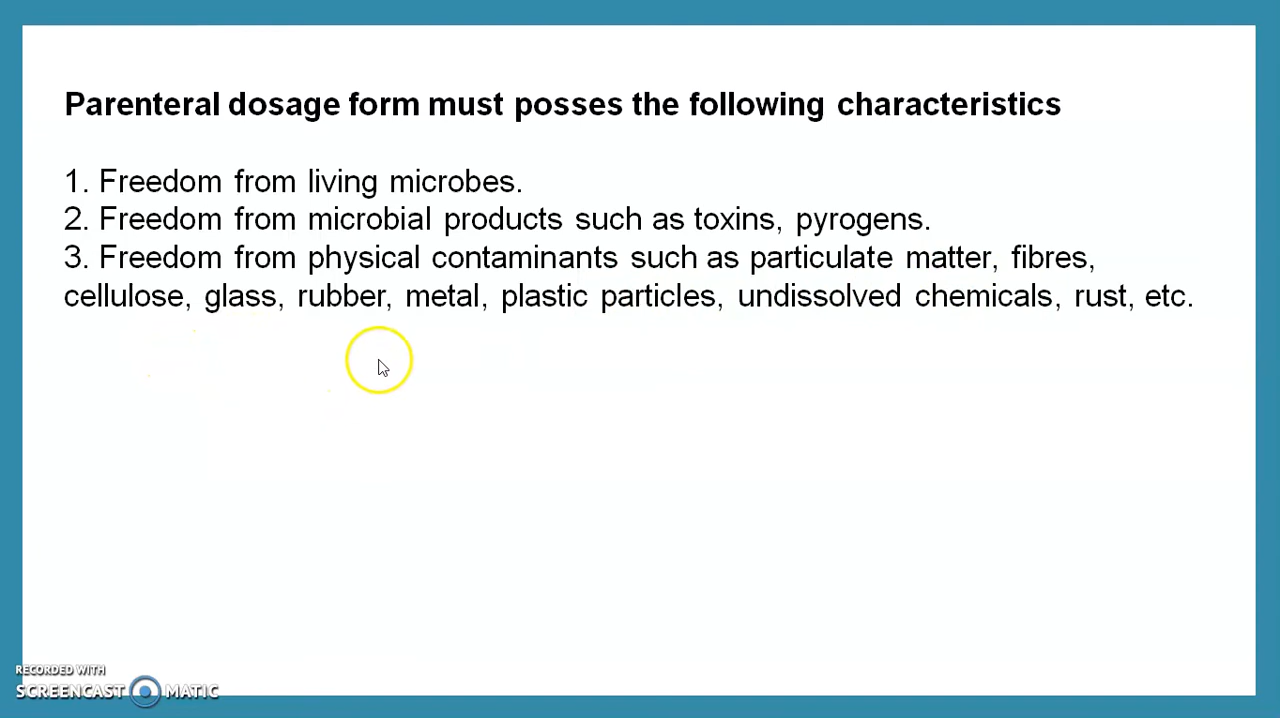 Parenteral dosage form must posses the following characteristics
1. Freedom from living microbes.
2. Freedom from microbial products such as toxins, pyrogens.
3. Freedom from physical contaminants such as particulate matter, fibres,
cellulose, glass, rubber, metal, plastic particles, undissolved chemicals, rust, etc.
RECORDED WITH
SCREENCAST MATIC